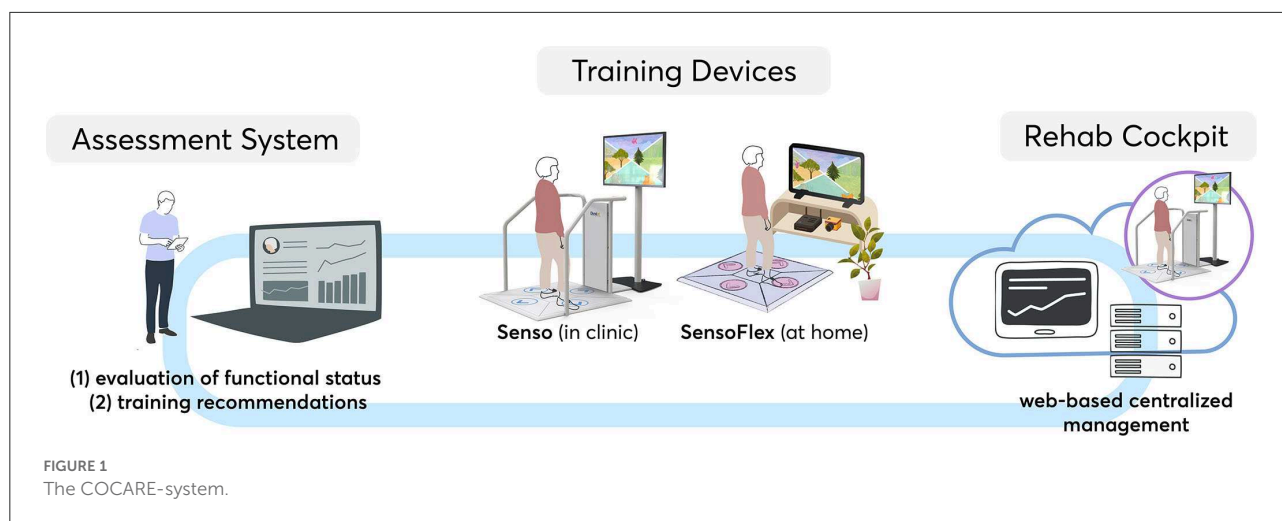 Training Devices
Assessment System
Rehab Cockpit
Senso (in clinic)
SensoFlex (at home)
(1) evaluation of functional status
(2) training recommendations
web-based centralized
management
FIGURE 1
The COCARE-system.